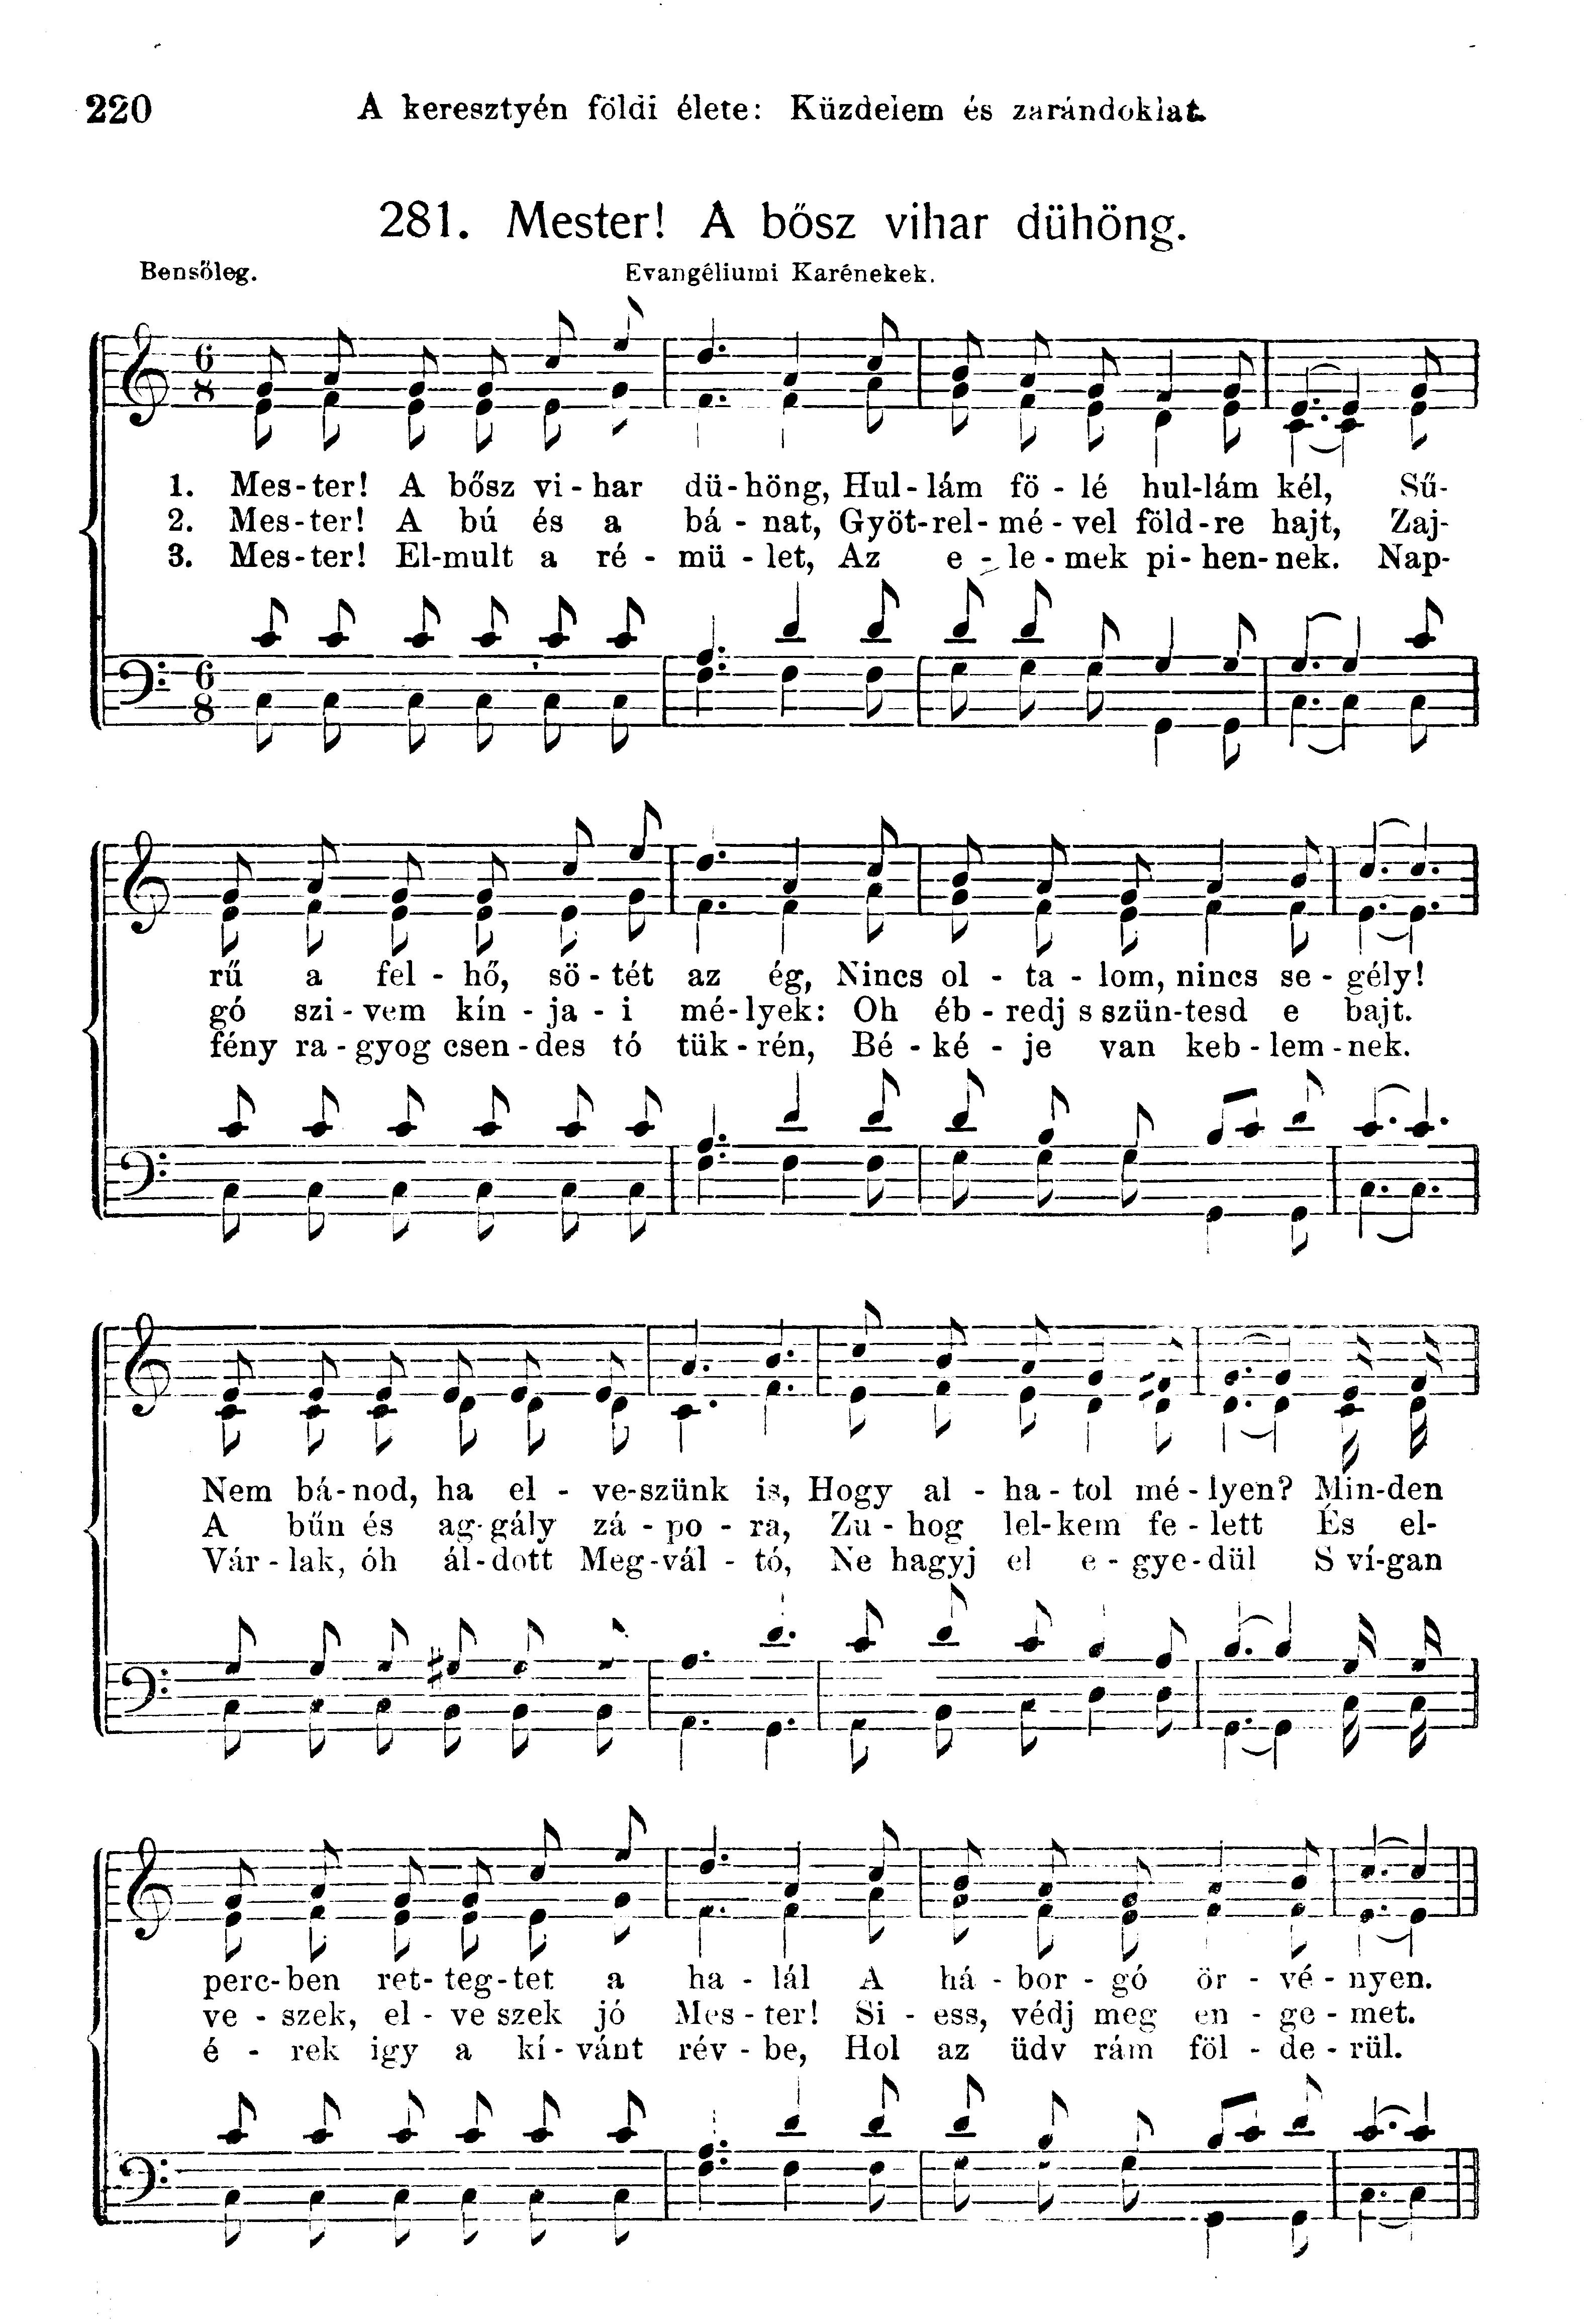 220 A keresztyén földi élete: Küzdelem és zarándoklat.
281. Mester! A bősz vihar dühöng.
Bensőleg. Evangéliumi Karénekek.
1. Mes-ter! A bősz vi-har dü-höng, Hul-lám fö-lé hul-lám kél, Sű-
2. Mes-ter! A bú és a bá-nat, Gyöt-rel-mé-vel föld-re hajt, Zaj-
3. Mes-ter! El-mult a ré-mü-let, Az e-le-mek pi-hen-nek. Nap-
rű a fel-hő, sö-tét az ég, Nincs ol-ta-lom, nincs se-gély!
gó szi-vem kín-ja-i mé-lyek: Oh éb-redj s szün-tesd e bajt.
fény ra-gyog csen-des tó tük-rén, Bé-ké-je van keb-lem-nek.
Nem bá-nod, ha el-ve-szünk is, Hogy al-ha-tol mé-lyen? Min-den
A bűn és ag-gály zá-po-ra, Zu-hog lel-kem fe-lett És el-
Vár-lak, óh ál-dott Meg-vál-tó, Ne hagyj el e-gye-dül S ví-gan
perc-ben ret-teg-tet a ha-lál A há-bor-gó ör-vé-nyen.
ve-szek, el-ve szek jó Mes-ter! Si-ess, védj meg en-ge-met.
é-rek igy a kí-vánt rév-be, Hol az üdv rám föl-de-rül.